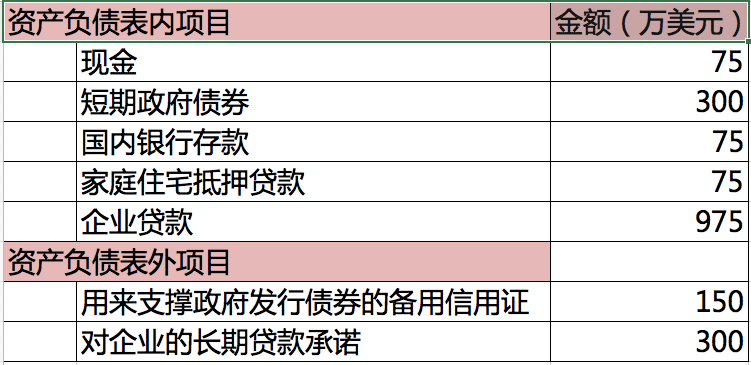 资产负债表内项目 金额（万美元）
现金 75
短期政府债券 300
国内银行存款 75
家庭住宅抵押贷款 75
企业贷款 975
资产负债表外项目
用来支撑政府发行债券的备用信用证 150
对企业的长期贷款承诺 300